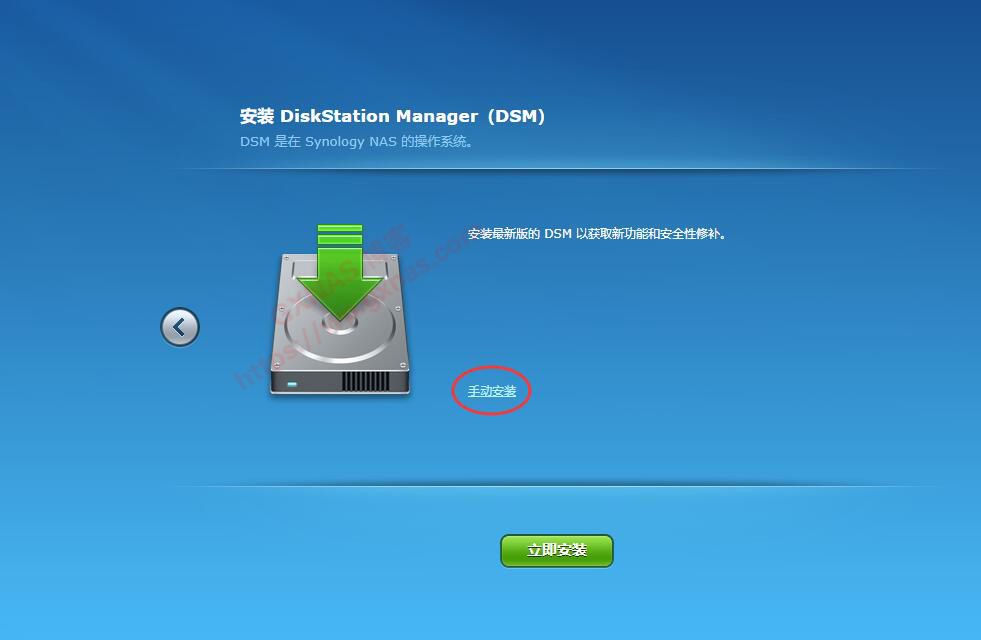 安装 DiskStation Manager（DSM）
DSM 是在 Synology NAS 的操作系统。
安装最新版的 DSM 以获取新功能和安全性修补。
手动安装
立即安装